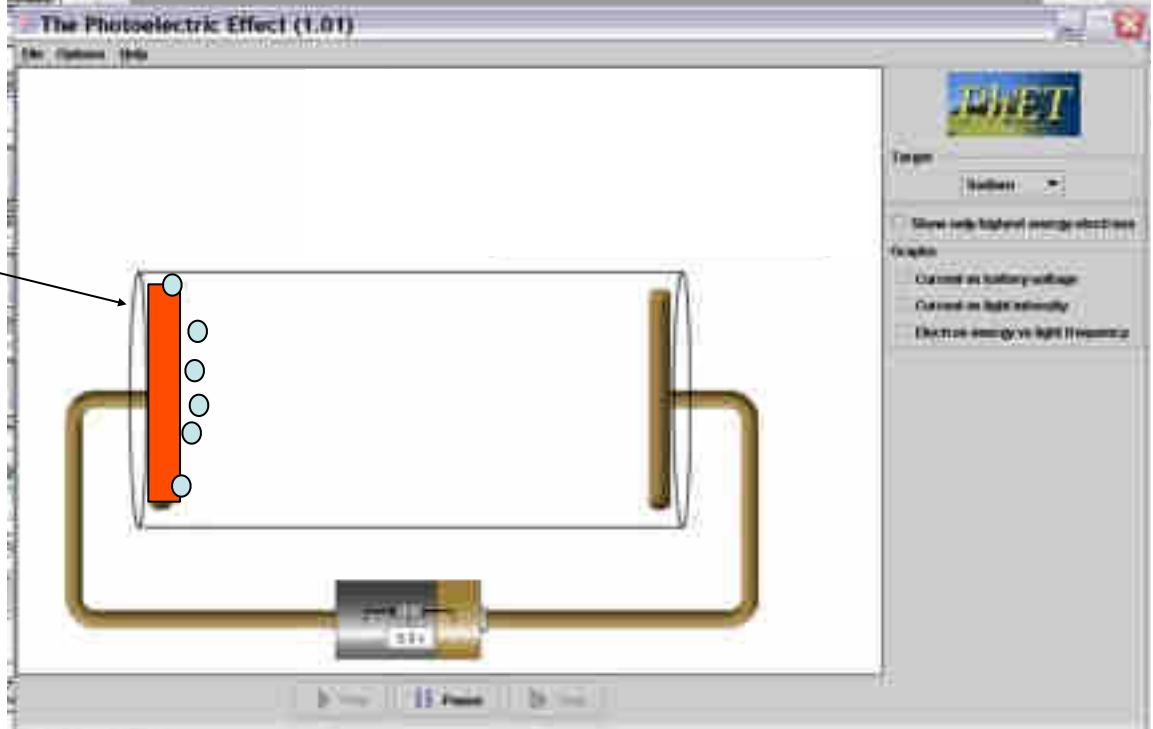 The Photoelectric Effect (1.01)
File Options Help
PhET
Target
Sodium
Show only highest energy electrons
Graphs
Current vs battery voltage
Current vs light intensity
Electron energy vs light frequency
Pause